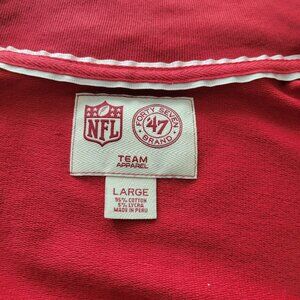 NFL
FORTY SEVEN
'47
BRAND
TEAM
APPAREL
LARGE
95% COTTON
5% LYCRA
MADE IN PERU